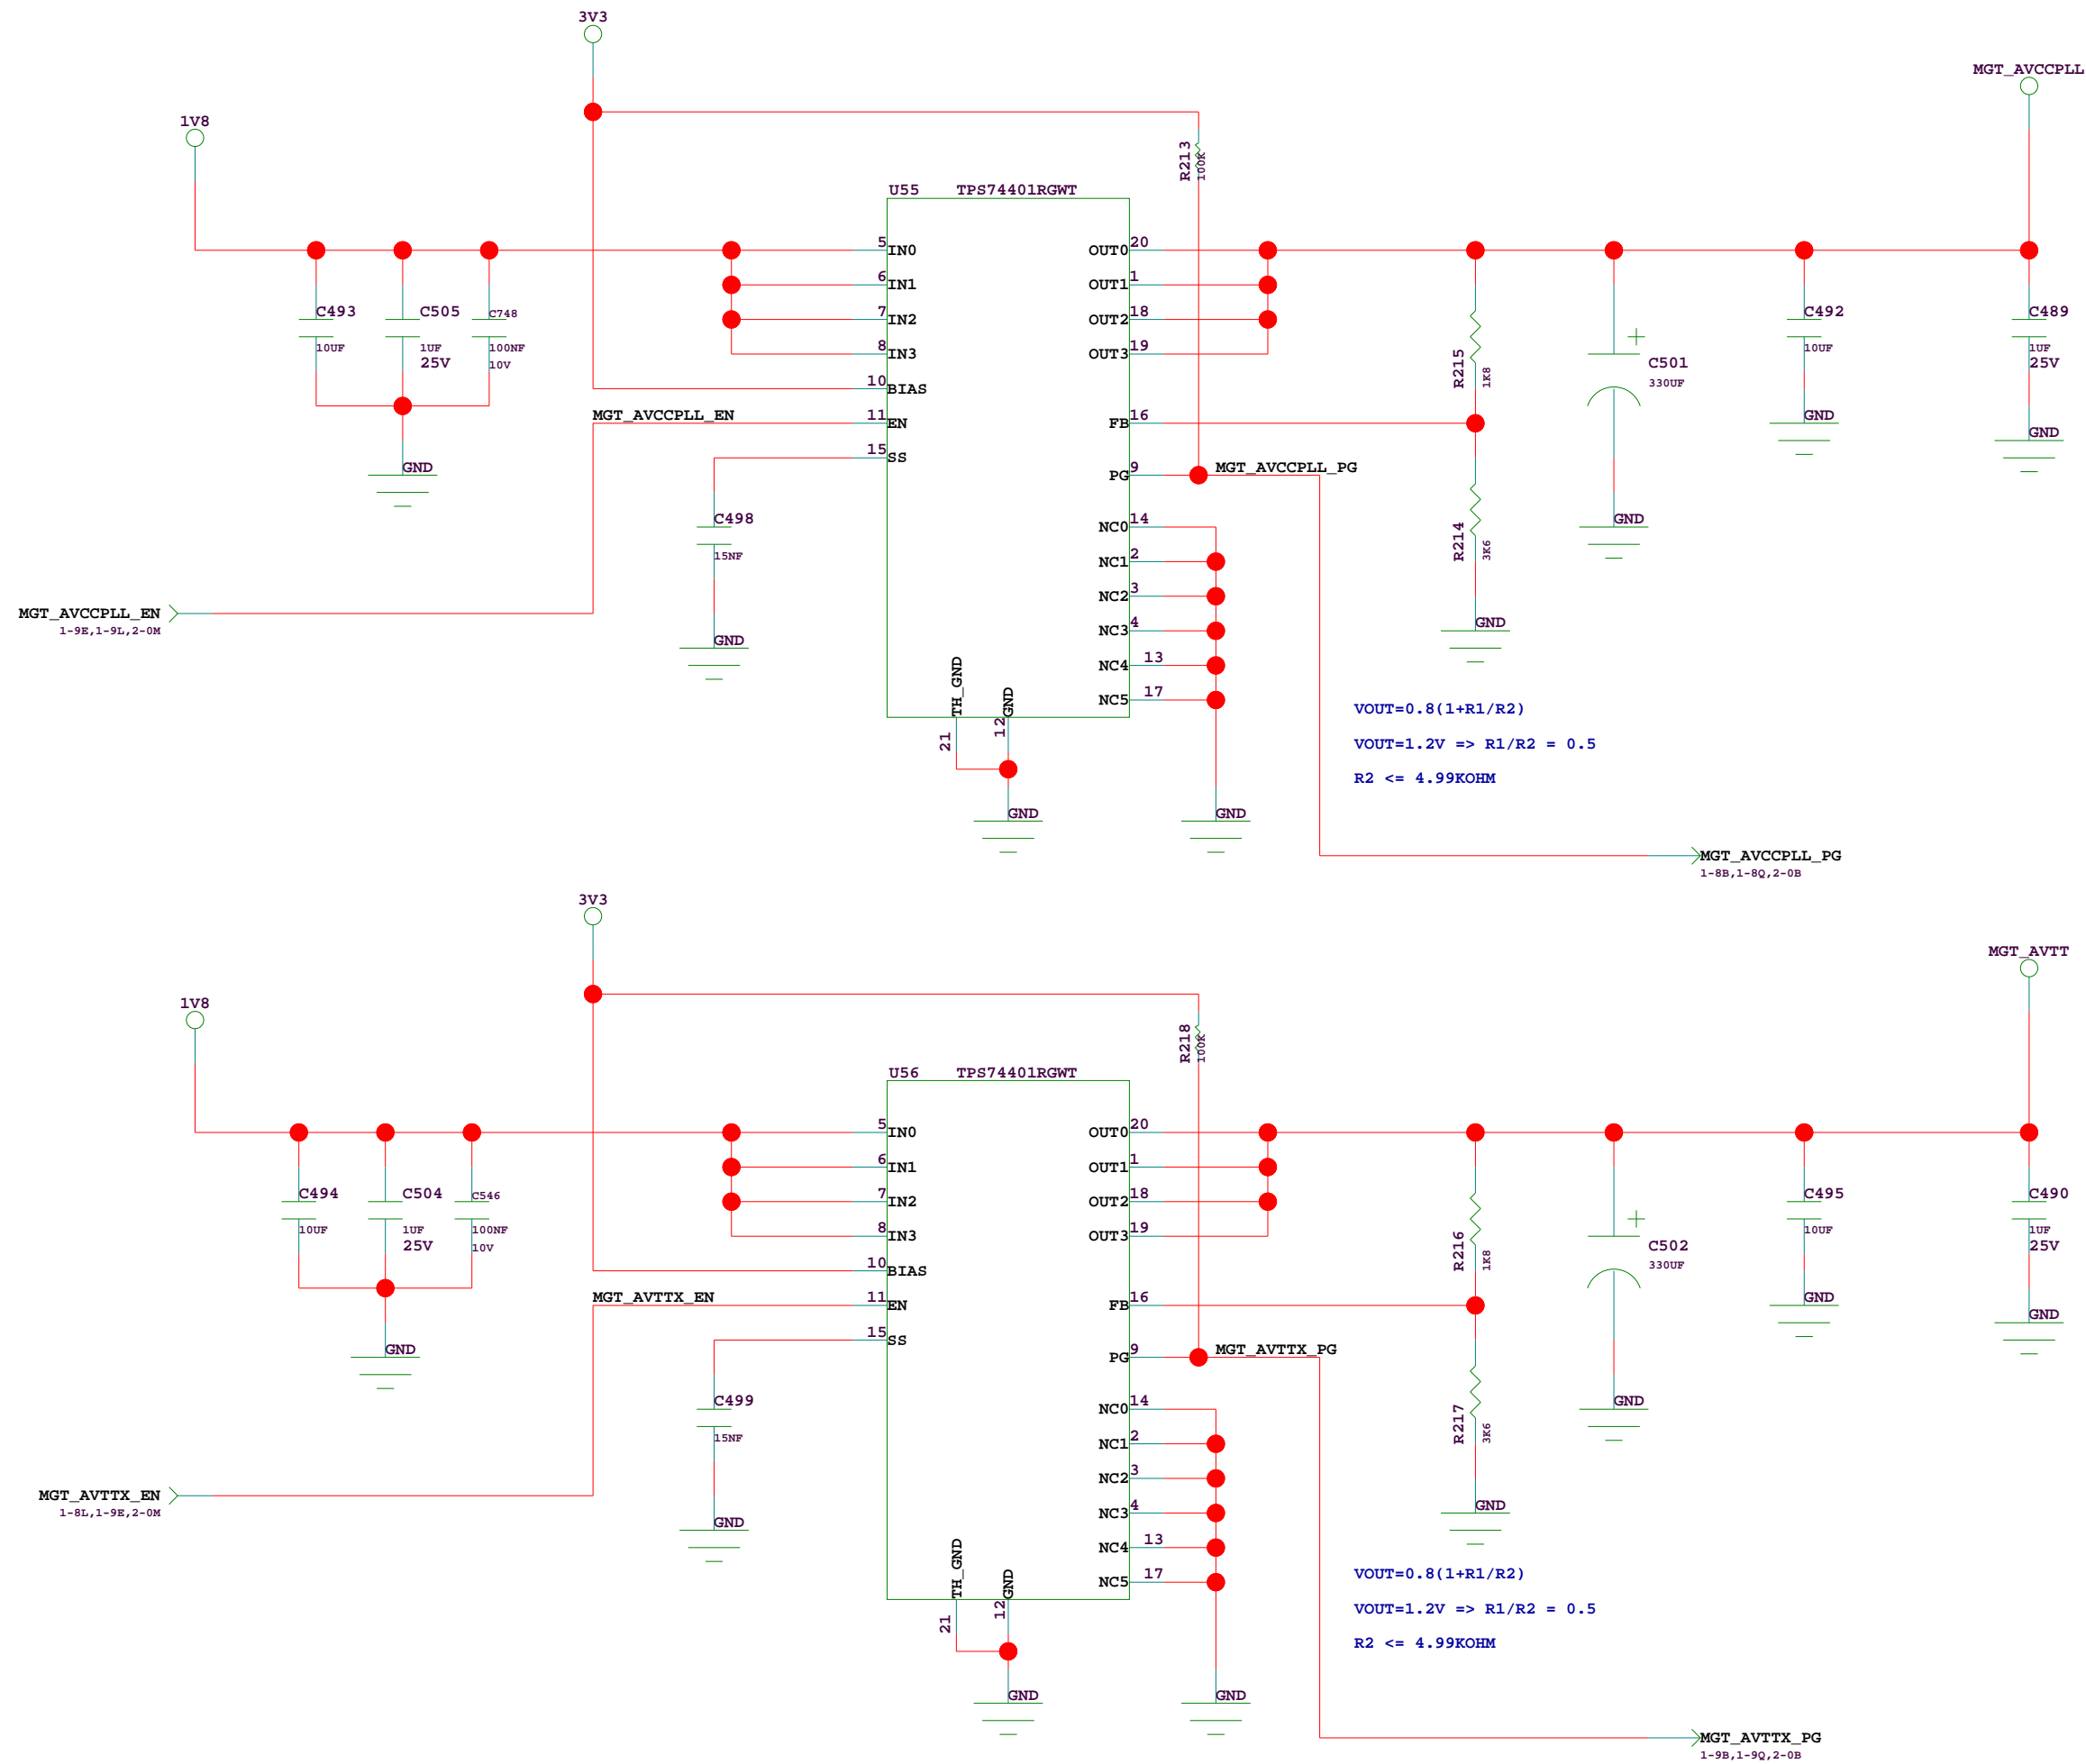 3V3
MGT_AVCCPLL
1V8
R213
100K
U55 TPS74401RGWT
5 IN0 OUT0 20
6 IN1 OUT1 1
7 IN2 OUT2 18
8 IN3 OUT3 19
10 BIAS
MGT_AVCCPLL_EN 11 EN FB 16
15 SS
PG 9 MGT_AVCCPLL_PG
NC0 14
NC1 2
NC2 3
NC3 4
NC4 13
NC5 17
TH_GND
21
GND
12
C493
10UF
C505
1UF
25V
C748
100NF
10V
GND
C498
15NF
GND
MGT_AVCCPLL_EN
1-9E,1-9L,2-0M
R215
1K8
R214
3K6
GND
C501
330UF
GND
C492
10UF
GND
C489
1UF
25V
GND
VOUT=0.8(1+R1/R2)
VOUT=1.2V => R1/R2 = 0.5
R2 <= 4.99KOHM
GND
GND
MGT_AVCCPLL_PG
1-8B,1-8Q,2-0B
3V3
MGT_AVTT
1V8
R218
100K
U56 TPS74401RGWT
5 IN0 OUT0 20
6 IN1 OUT1 1
7 IN2 OUT2 18
8 IN3 OUT3 19
10 BIAS
MGT_AVTTX_EN 11 EN FB 16
15 SS
PG 9 MGT_AVTTX_PG
NC0 14
NC1 2
NC2 3
NC3 4
NC4 13
NC5 17
TH_GND
21
GND
12
C494
10UF
C504
1UF
25V
C546
100NF
10V
GND
C499
15NF
GND
MGT_AVTTX_EN
1-8L,1-9E,2-0M
R216
1K8
R217
3K6
GND
C502
330UF
GND
C495
10UF
GND
C490
1UF
25V
GND
VOUT=0.8(1+R1/R2)
VOUT=1.2V => R1/R2 = 0.5
R2 <= 4.99KOHM
GND
GND
MGT_AVTTX_PG
1-9B,1-9Q,2-0B